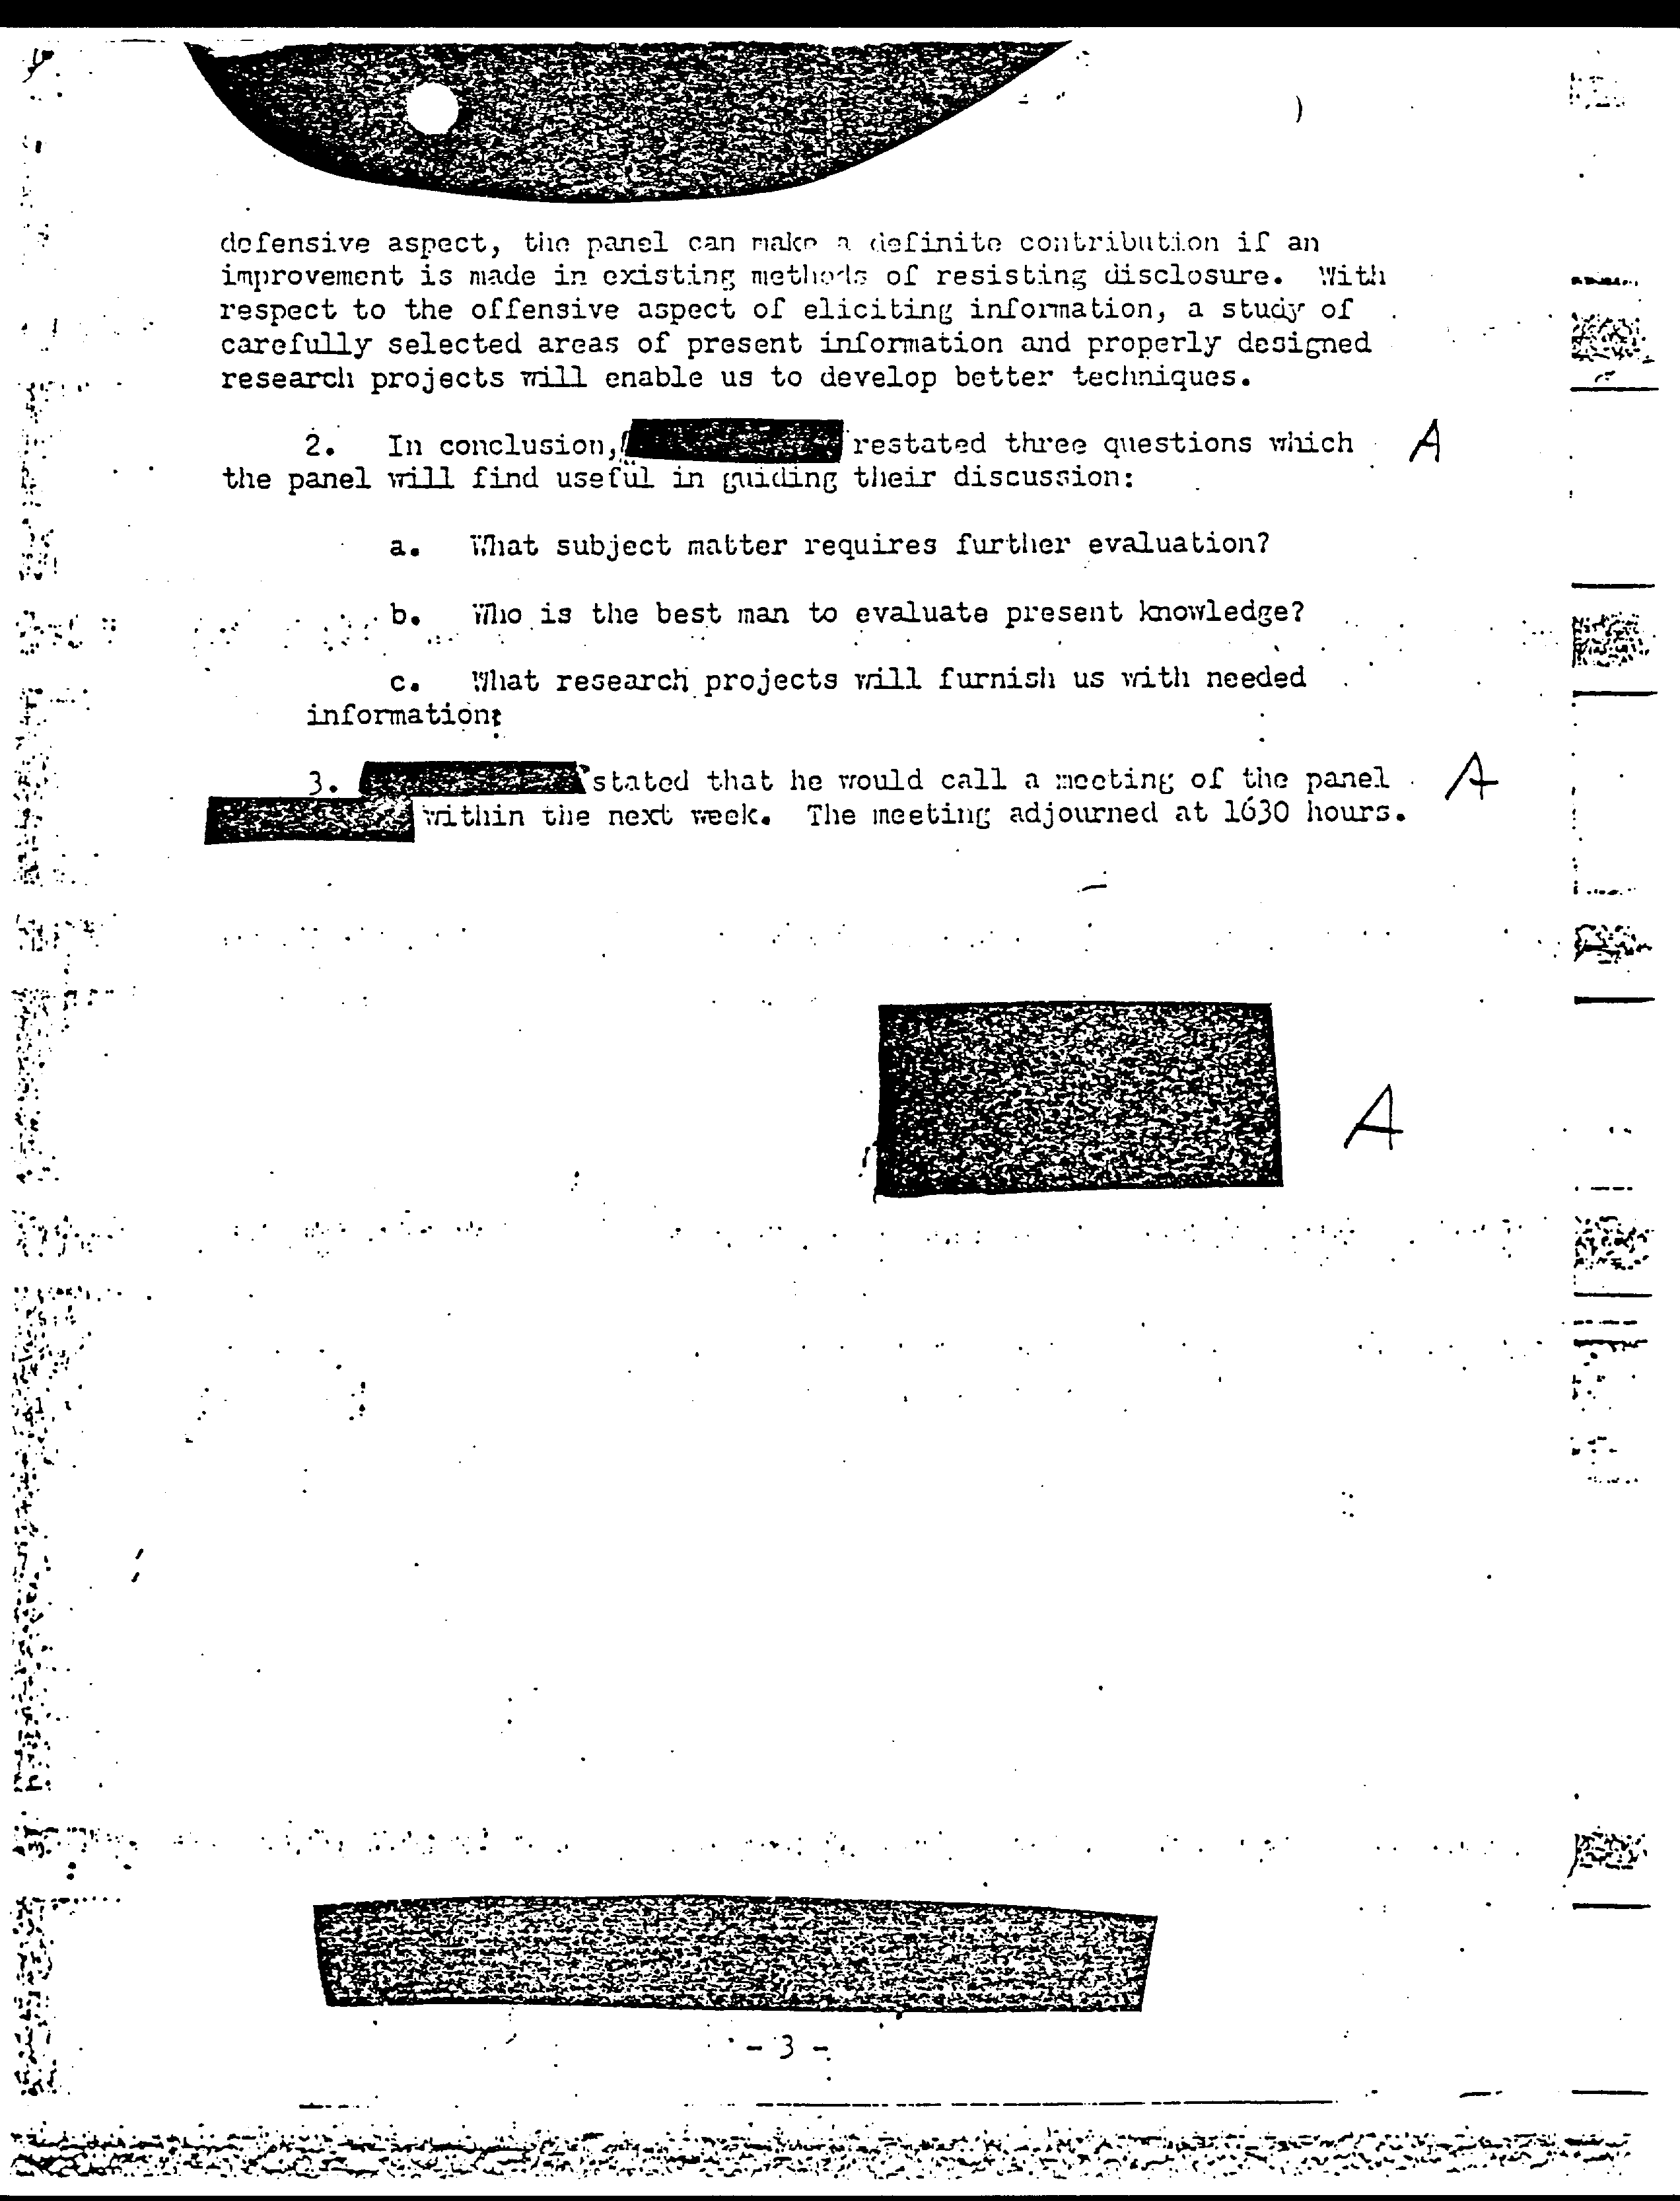 defensive aspect, the panel can make a definite contribution if an
improvement is made in existing methods of resisting disclosure. With
respect to the offensive aspect of eliciting information, a study of
carefully selected areas of present information and properly designed
research projects will enable us to develop better techniques.
2. In conclusion, restated three questions which A
the panel will find useful in guiding their discussion:
a. What subject matter requires further evaluation?
b. Who is the best man to evaluate present knowledge?
c. What research projects will furnish us with needed
information?
3. stated that he would call a meeting of the panel A
within the next week. The meeting adjourned at 1630 hours.
A
- 3 -